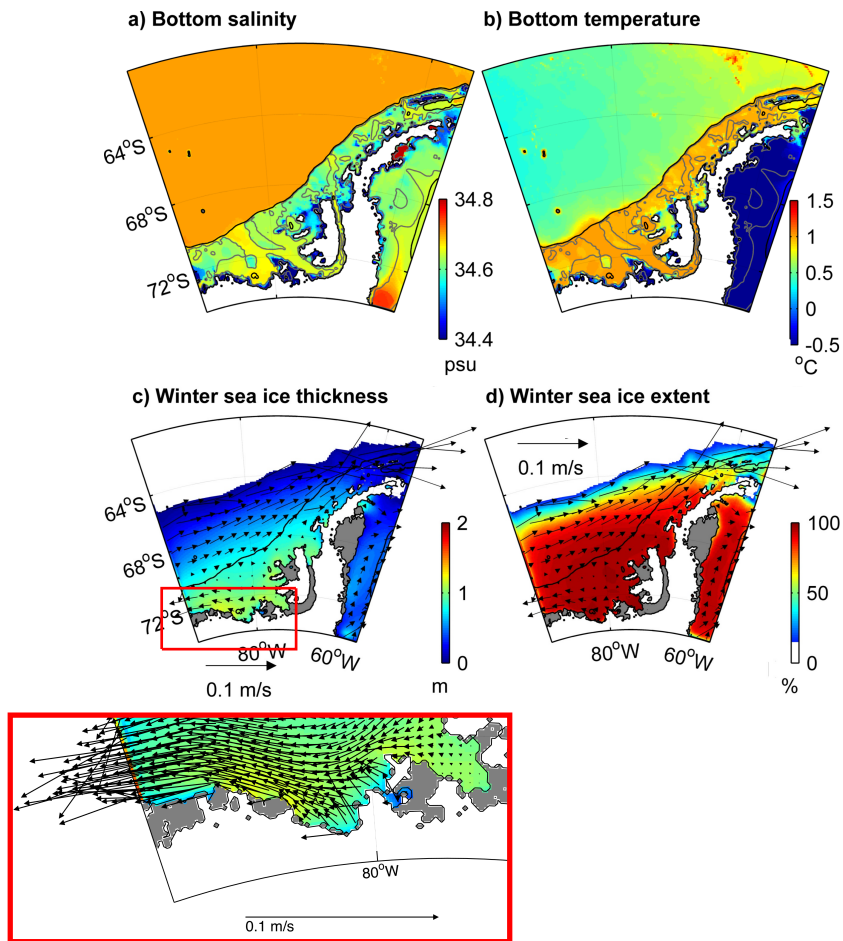 a) Bottom salinity
b) Bottom temperature
64°S
68°S
72°S
34.8
34.6
34.4
psu
1.5
1
0.5
0
-0.5
°C
c) Winter sea ice thickness
d) Winter sea ice extent
0.1 m/s
64°S
68°S
72°S
80°W
60°W
2
1
0
m
0.1 m/s
80°W
60°W
100
50
0
%
80°W
0.1 m/s